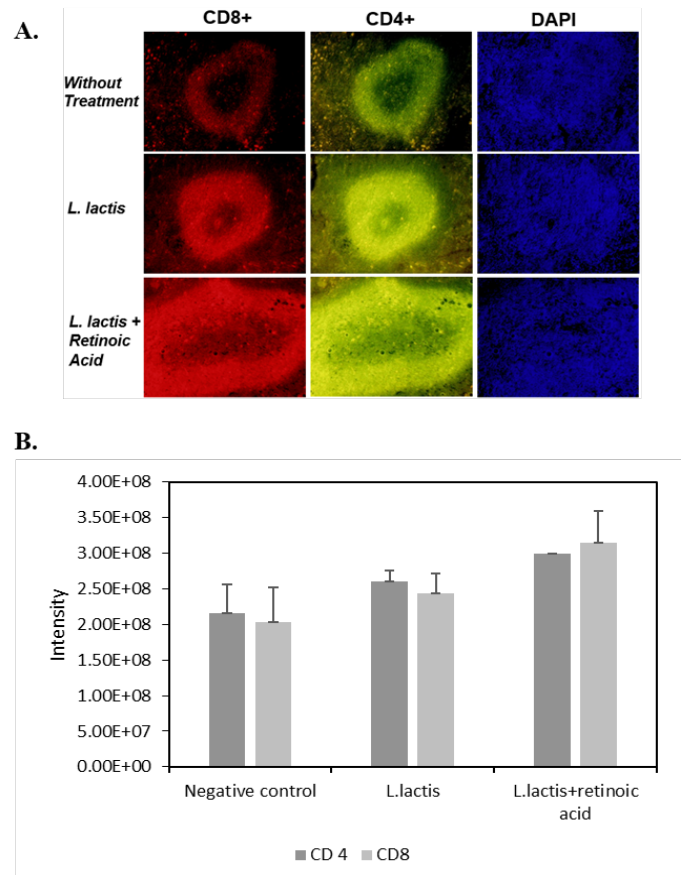 A.
CD8+ CD4+ DAPI
Without
Treatment
L. lactis
L. lactis +
Retinoic
Acid
B.
4.00E+08
3.50E+08
3.00E+08
2.50E+08
2.00E+08
1.50E+08
1.00E+08
5.00E+07
0.00E+00
Intensity
Negative control L.lactis L.lactis+retinoic
acid
CD 4 CD8